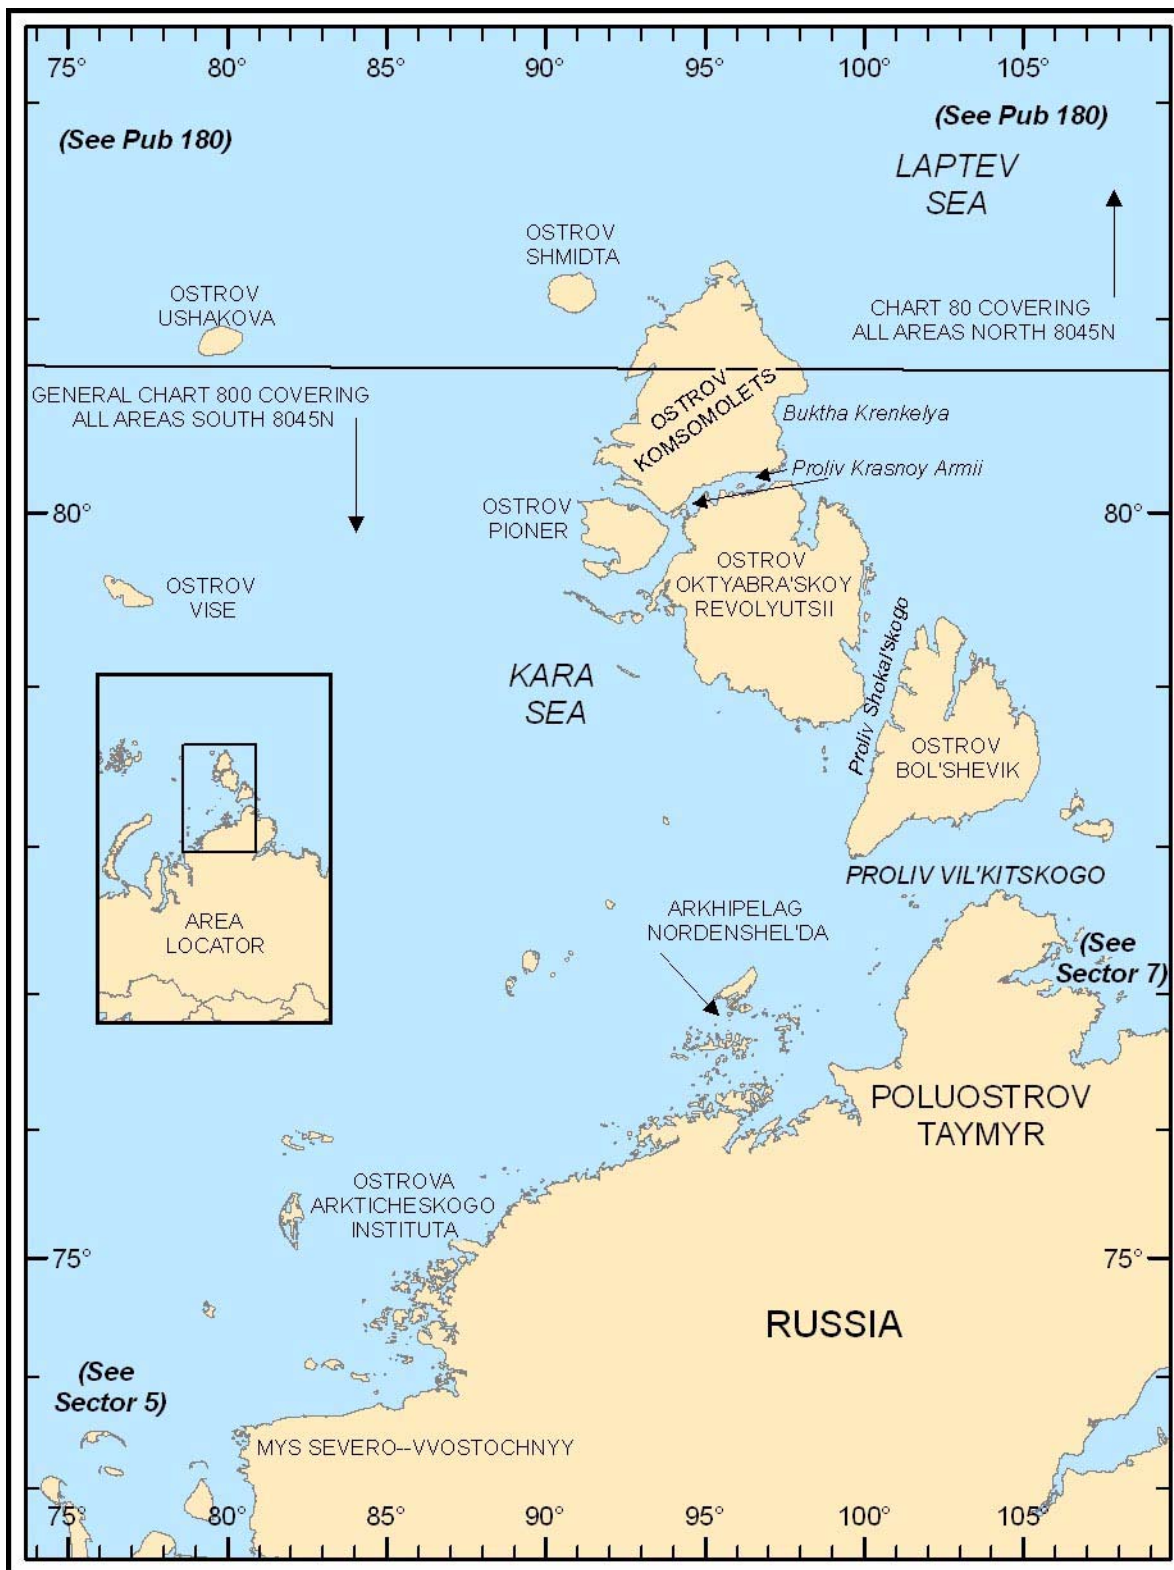 75°
80°
85°
90°
95°
100°
105°
(See Pub 180)
(See Pub 180)
LAPTEV
SEA
OSTROV
SHMIDTA
OSTROV
USHAKOVA
CHART 80 COVERING
ALL AREAS NORTH 8045N
GENERAL CHART 800 COVERING
ALL AREAS SOUTH 8045N
OSTROV
KOMSOMOLETS
Buktha Krenkelya
Proliv Krasnoy Armii
OSTROV
PIONER
80°
80°
OSTROV
OKTYABRA'SKOY
REVOLYUTSII
OSTROV
VISE
Proliv Shokal'skogo
KARA
SEA
OSTROV
BOL'SHEVIK
PROLIV VIL'KITSKOGO
AREA
LOCATOR
ARKHIPELAG
NORDENSHEL'DA
(See
Sector 7)
POLUOSTROV
TAYMYR
OSTROVA
ARKTICHESKOGO
INSTITUTA
75°
75°
RUSSIA
(See
Sector 5)
MYS SEVERO--VVOSTOCHNYY
75°
80°
85°
90°
95°
100°
105°